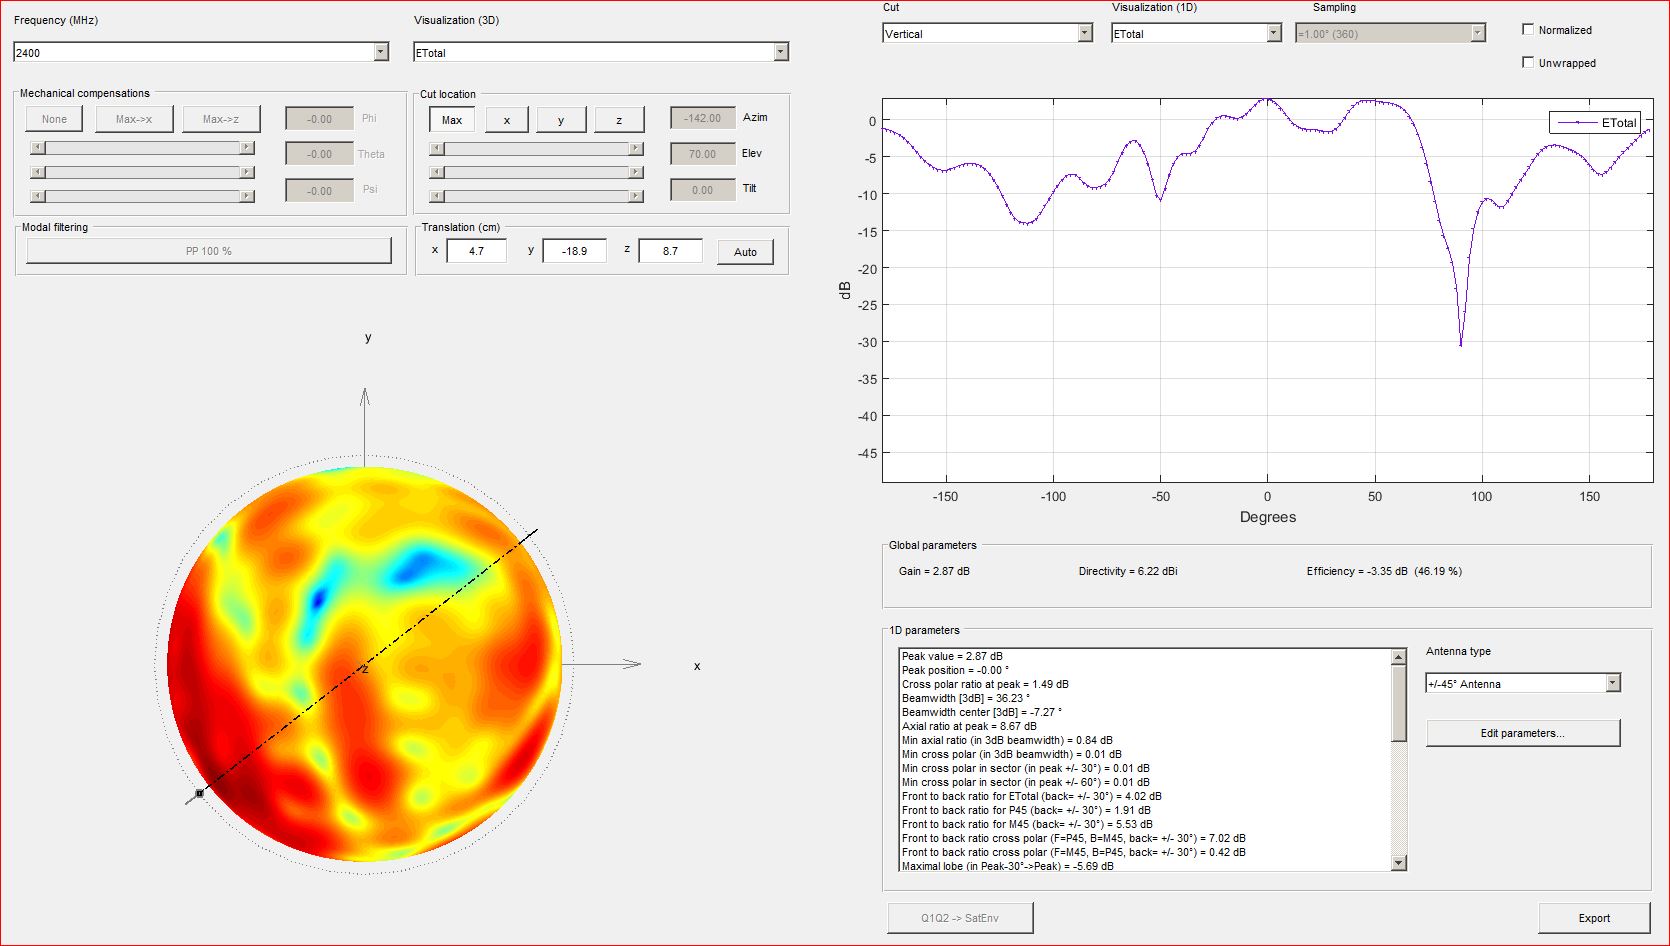 Frequency (MHz)
2400
Visualization (3D)
ETotal
Mechanical compensations
None
Max->x
Max->z
-0.00
Phi
-0.00
Theta
-0.00
Psi
Cut location
Max
x
y
z
-142.00
Azim
70.00
Elev
0.00
Tilt
Modal filtering
PP 100 %
Translation (cm)
x
4.7
y
-18.9
z
8.7
Auto
y
x
z
Cut
Vertical
Visualization (1D)
ETotal
Sampling
=1.00° (360)
Normalized
Unwrapped
ETotal
0
-5
-10
-15
-20
-25
-30
-35
-40
-45
dB
-150
-100
-50
0
50
100
150
Degrees
Global parameters
Gain = 2.87 dB
Directivity = 6.22 dBi
Efficiency = -3.35 dB (46.19 %)
1D parameters
Peak value = 2.87 dB
Peak position = -0.00 °
Cross polar ratio at peak = 1.49 dB
Beamwidth [3dB] = 36.23 °
Beamwidth center [3dB] = -7.27 °
Axial ratio at peak = 8.67 dB
Min axial ratio (in 3dB beamwidth) = 0.84 dB
Min cross polar (in 3dB beamwidth) = 0.01 dB
Min cross polar in sector (in peak +/- 30°) = 0.01 dB
Min cross polar in sector (in peak +/- 60°) = 0.01 dB
Front to back ratio for ETotal (back= +/- 30°) = 4.02 dB
Front to back ratio for P45 (back= +/- 30°) = 1.91 dB
Front to back ratio for M45 (back= +/- 30°) = 5.53 dB
Front to back ratio cross polar (F=P45, B=M45, back= +/- 30°) = 7.02 dB
Front to back ratio cross polar (F=M45, B=P45, back= +/- 30°) = 0.42 dB
Maximal lobe (in Peak-30°->Peak) = -5.69 dB
Antenna type
+/-45° Antenna
Edit parameters...
Q1Q2 -> SatEnv
Export